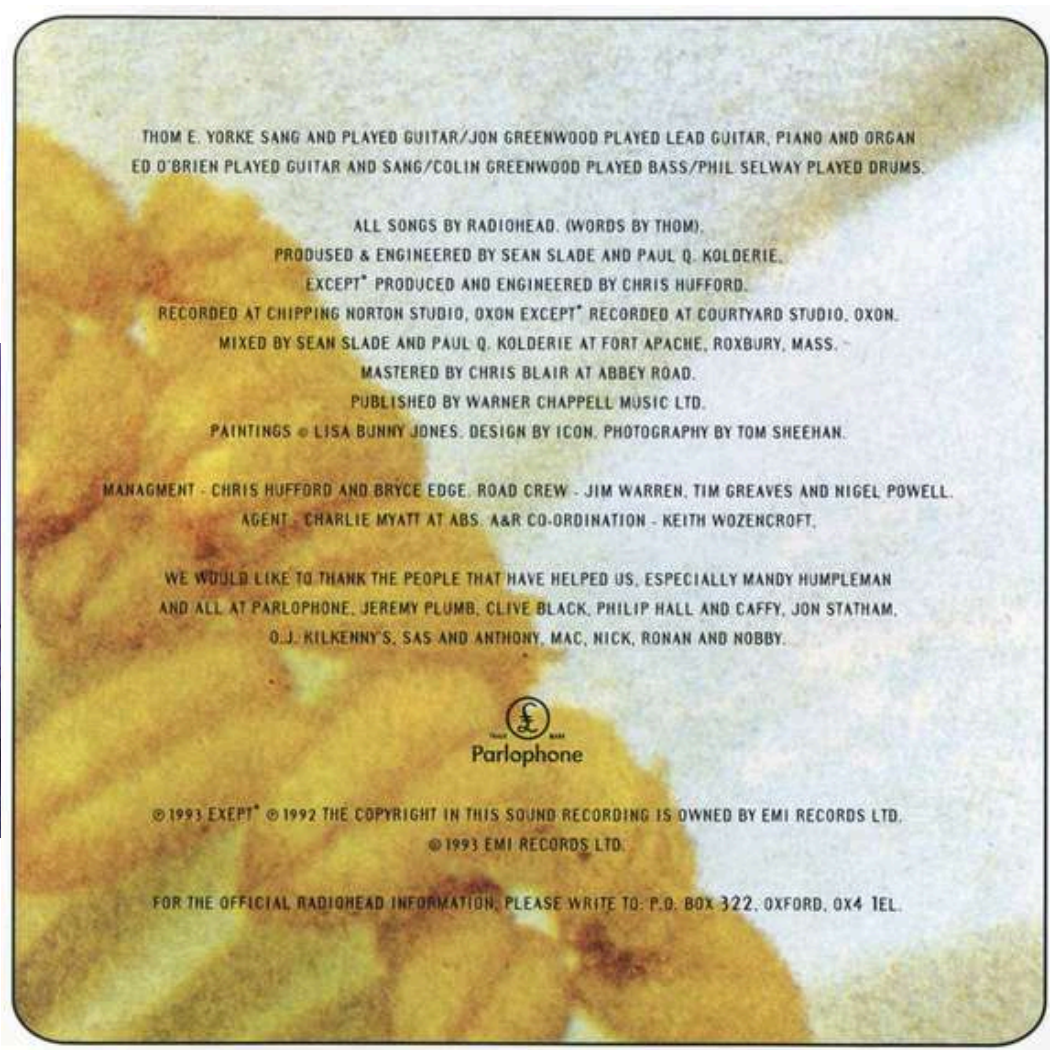 THOM E. YORKE SANG AND PLAYED GUITAR/JON GREENWOOD PLAYED LEAD GUITAR, PIANO AND ORGAN
ED O'BRIEN PLAYED GUITAR AND SANG/COLIN GREENWOOD PLAYED BASS/PHIL SELWAY PLAYED DRUMS.
ALL SONGS BY RADIOHEAD. (WORDS BY THOM).
PRODUSED & ENGINEERED BY SEAN SLADE AND PAUL Q. KOLDERIE,
EXCEPT* PRODUCED AND ENGINEERED BY CHRIS HUFFORD.
RECORDED AT CHIPPING NORTON STUDIO, OXON EXCEPT* RECORDED AT COURTYARD STUDIO, OXON.
MIXED BY SEAN SLADE AND PAUL Q. KOLDERIE AT FORT APACHE, ROXBURY, MASS.
MASTERED BY CHRIS BLAIR AT ABBEY ROAD.
PUBLISHED BY WARNER CHAPPELL MUSIC LTD.
PAINTINGS © LISA BUNNY JONES. DESIGN BY ICON. PHOTOGRAPHY BY TOM SHEEHAN.
MANAGMENT - CHRIS HUFFORD AND BRYCE EDGE. ROAD CREW - JIM WARREN, TIM GREAVES AND NIGEL POWELL.
AGENT - CHARLIE MYATT AT ABS. A&R CO-ORDINATION - KEITH WOZENCROFT.
WE WOULD LIKE TO THANK THE PEOPLE THAT HAVE HELPED US, ESPECIALLY MANDY HUMPLEMAN
AND ALL AT PARLOPHONE, JEREMY PLUMB, CLIVE BLACK, PHILIP HALL AND CAFFY, JON STATHAM,
O.J. KILKENNY'S, SAS AND ANTHONY, MAC, NICK, RONAN AND NOBBY.
£
TRADE MARK
Parlophone
℗ 1993 EXEPT* ℗ 1992 THE COPYRIGHT IN THIS SOUND RECORDING IS OWNED BY EMI RECORDS LTD.
© 1993 EMI RECORDS LTD.
FOR THE OFFICIAL RADIOHEAD INFORMATION, PLEASE WRITE TO: P.O. BOX 322, OXFORD, OX4 1EL.